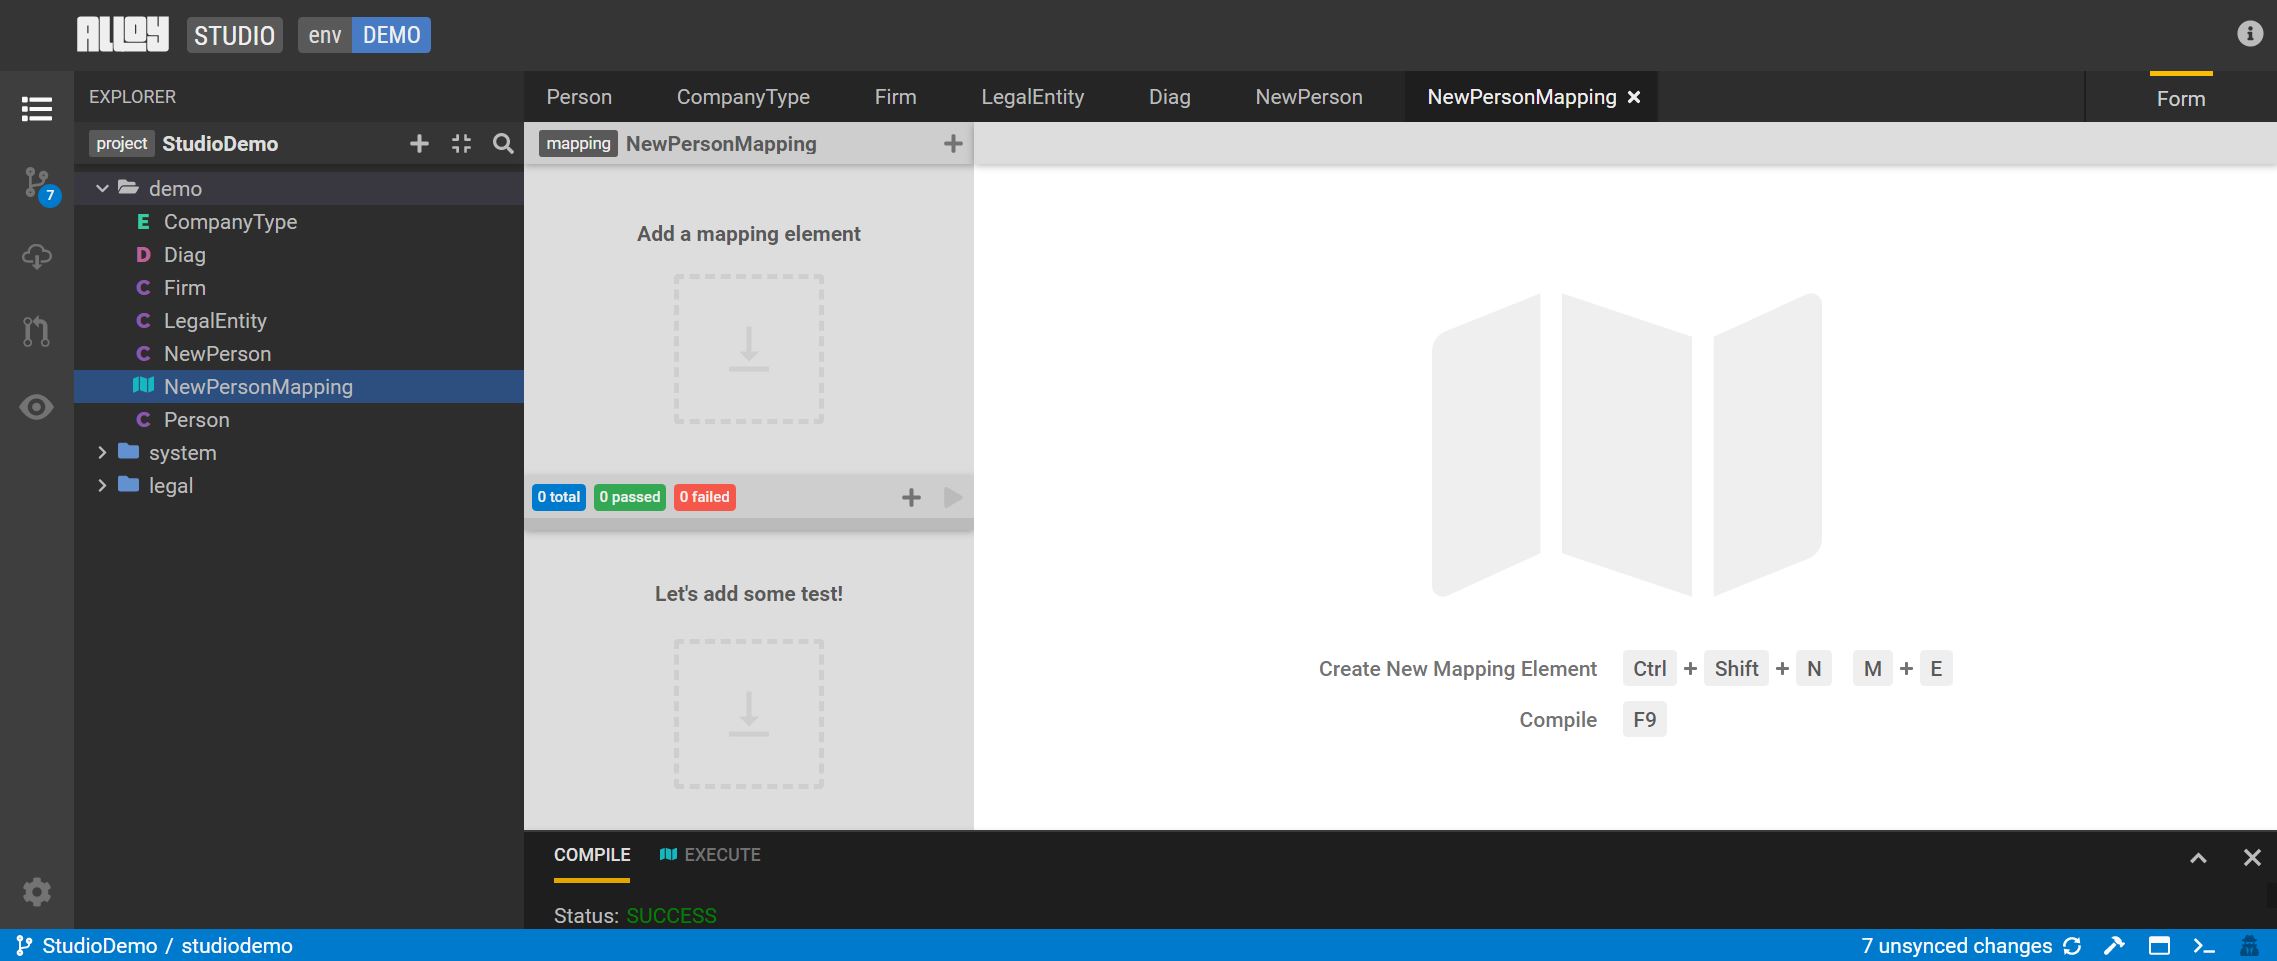 ALLOY STUDIO env DEMO
EXPLORER
Person CompanyType Firm LegalEntity Diag NewPerson NewPersonMapping
Form
project StudioDemo
mapping NewPersonMapping
demo
E CompanyType
D Diag
C Firm
C LegalEntity
C NewPerson
NewPersonMapping
C Person
system
legal
7
Add a mapping element
0 total 0 passed 0 failed
Let's add some test!
Create New Mapping Element Ctrl + Shift + N M + E
Compile F9
COMPILE EXECUTE
Status: SUCCESS
StudioDemo / studiodemo
7 unsynced changes